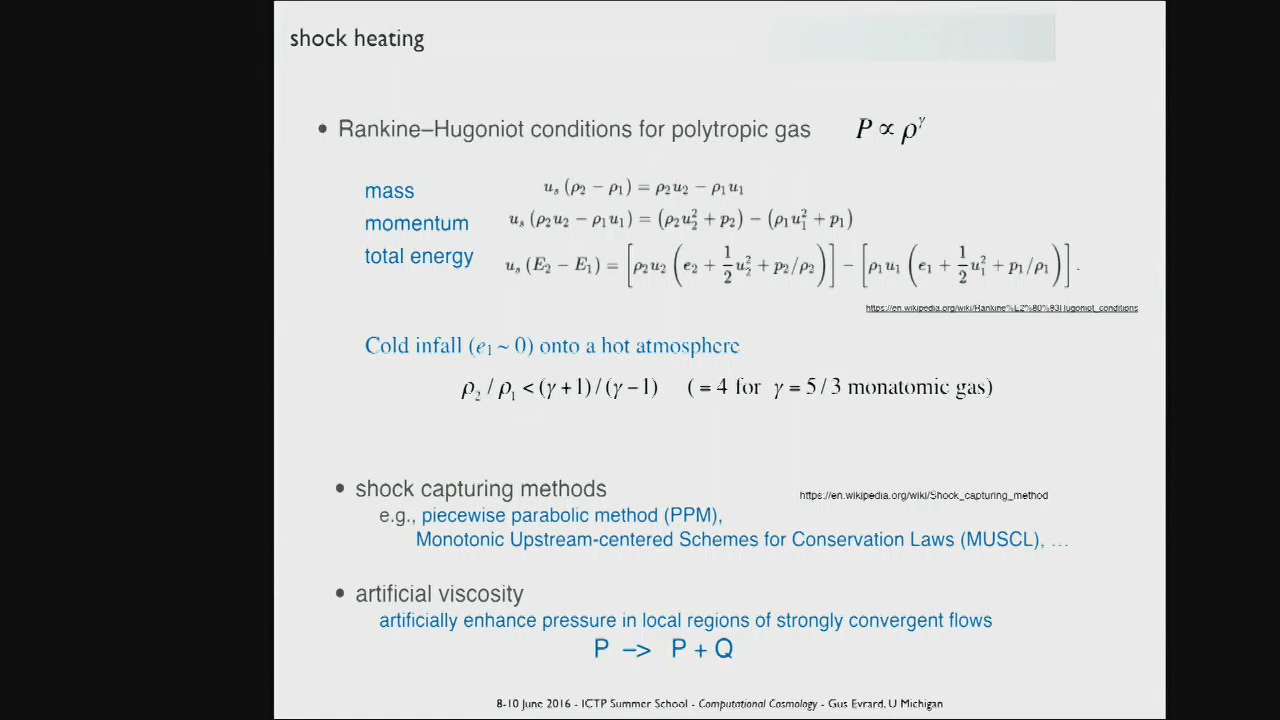 shock heating
• Rankine–Hugoniot conditions for polytropic gas P ∝ ρ^γ
mass u_s (ρ_2 − ρ_1) = ρ_2u_2 − ρ_1u_1
momentum u_s (ρ_2u_2 − ρ_1u_1) = (ρ_2u_2^2 + p_2) − (ρ_1u_1^2 + p_1)
total energy u_s (E_2 − E_1) = [ρ_2u_2 (e_2 + 1/2 u_2^2 + p_2/ρ_2)] − [ρ_1u_1 (e_1 + 1/2 u_1^2 + p_1/ρ_1)] .
https://en.wikipedia.org/wiki/Rankine%E2%80%93Hugoniot_conditions
Cold infall (e_1 ~ 0) onto a hot atmosphere
ρ_2 / ρ_1 < (γ + 1) / (γ − 1) ( = 4 for γ = 5 / 3 monatomic gas)
• shock capturing methods https://en.wikipedia.org/wiki/Shock_capturing_method
e.g., piecewise parabolic method (PPM),
Monotonic Upstream-centered Schemes for Conservation Laws (MUSCL), …
• artificial viscosity
artificially enhance pressure in local regions of strongly convergent flows
P –> P + Q
8-10 June 2016 - ICTP Summer School - Computational Cosmology - Gus Evrard, U Michigan